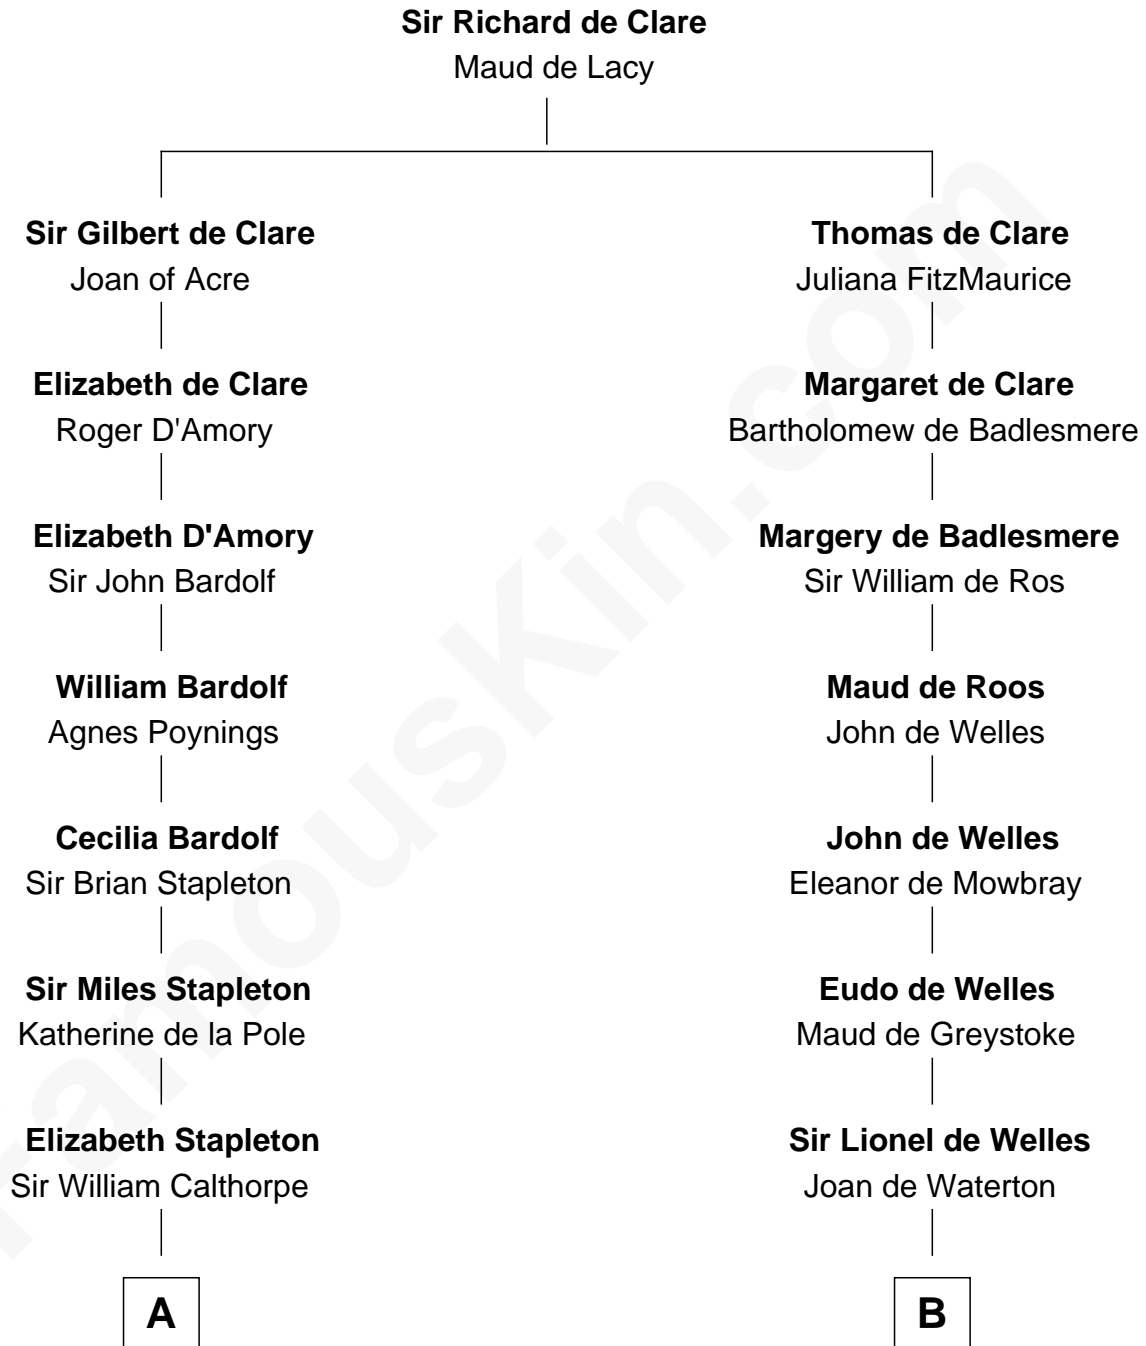 Sir Richard de Clare
Maud de Lacy
Sir Gilbert de Clare
Joan of Acre
Thomas de Clare
Juliana FitzMaurice
Elizabeth de Clare
Roger D'Amory
Margaret de Clare
Bartholomew de Badlesmere
Elizabeth D'Amory
Sir John Bardolf
Margery de Badlesmere
Sir William de Ros
William Bardolf
Agnes Poynings
Maud de Roos
John de Welles
Cecilia Bardolf
Sir Brian Stapleton
John de Welles
Eleanor de Mowbray
Sir Miles Stapleton
Katherine de la Pole
Eudo de Welles
Maud de Greystoke
Elizabeth Stapleton
Sir William Calthorpe
Sir Lionel de Welles
Joan de Waterton
A
B
FamousKin.com